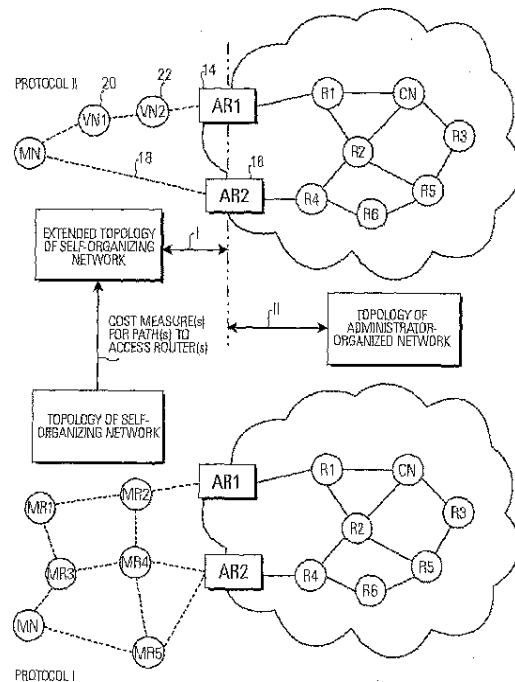 20
22
14
PROTOCOL II
AR1
R1
CN
VN1
VN2
R3
MN
18
R2
16
AR2
R4
R5
R6
EXTENDED TOPOLOGY
OF SELF-ORGANIZING
NETWORK
I
II
COST MEASURE(S)
FOR PATH(S) TO
ACCESS ROUTER(S)
TOPOLOGY OF
ADMINISTRATOR-
ORGANIZED NETWORK
TOPOLOGY OF SELF-
ORGANIZING NETWORK
AR1
R1
CN
MR1
MR2
R3
R2
MR3
MR4
AR2
R4
R5
R6
MN
MR5
PROTOCOL I